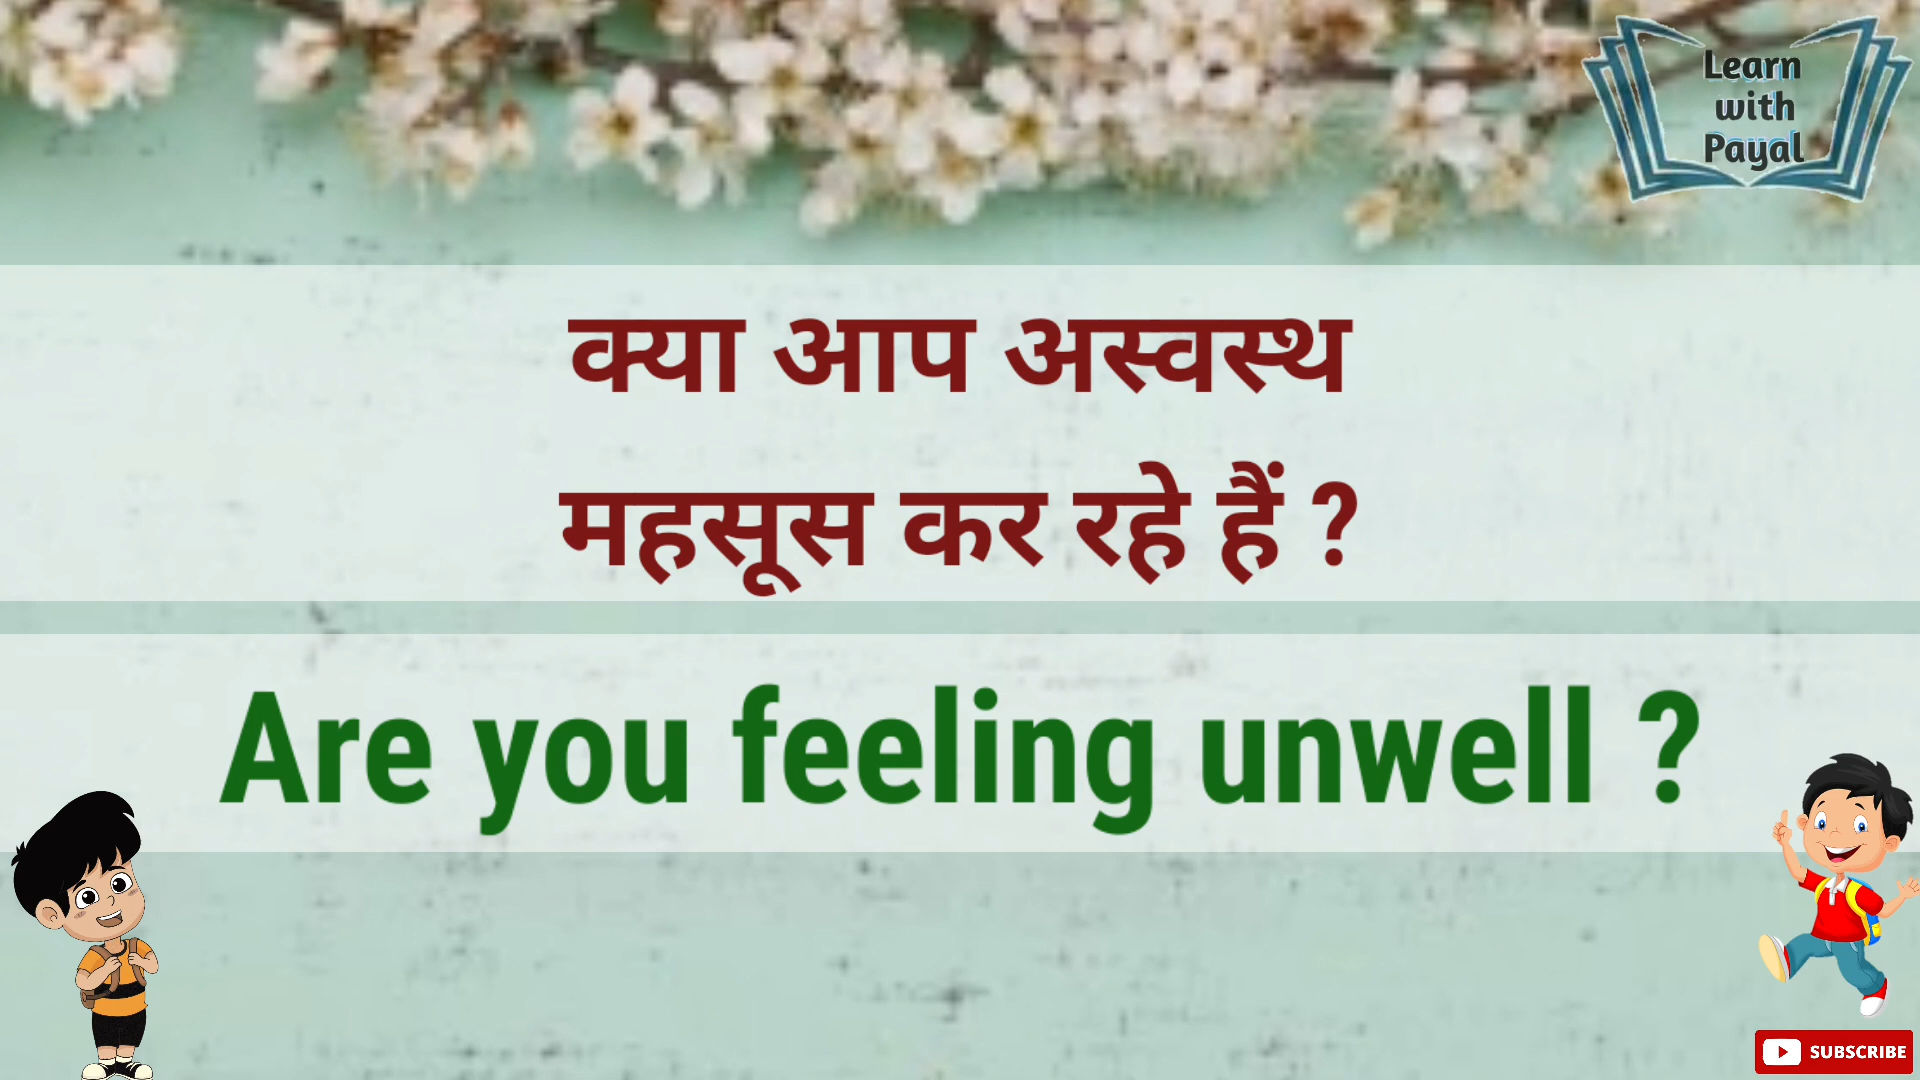 Learn
with
Payal
क्या आप अस्वस्थ
महसूस कर रहे हैं ?
Are you feeling unwell ?
SUBSCRIBE